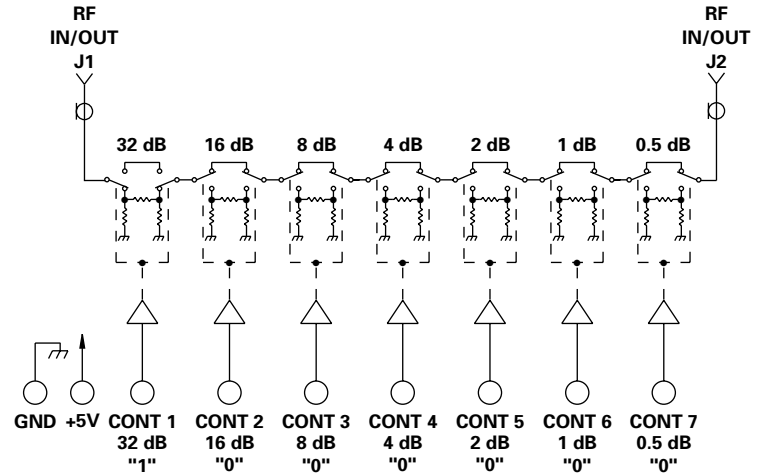 RF
IN/OUT
J1
RF
IN/OUT
J2
32 dB 16 dB 8 dB 4 dB 2 dB 1 dB 0.5 dB
GND +5V CONT 1 CONT 2 CONT 3 CONT 4 CONT 5 CONT 6 CONT 7
32 dB 16 dB 8 dB 4 dB 2 dB 1 dB 0.5 dB
"1" "0" "0" "0" "0" "0" "0"